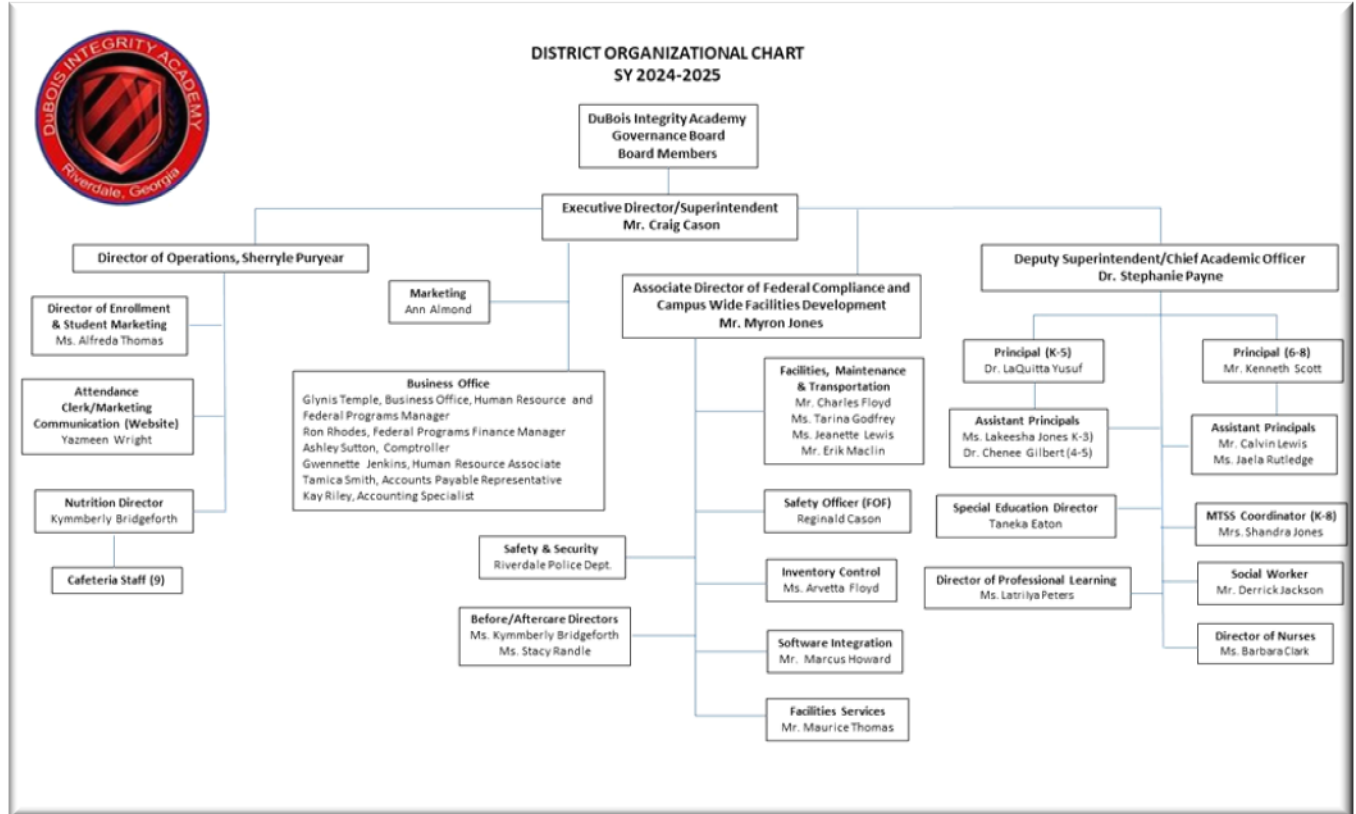 DuBOIS INTEGRITY ACADEMY
Riverdale, Georgia
DISTRICT ORGANIZATIONAL CHART
SY 2024-2025
DuBois Integrity Academy
Governance Board
Board Members
Executive Director/Superintendent
Mr. Craig Cason
Director of Operations, Sherryle Puryear
Director of Enrollment
& Student Marketing
Ms. Alfreda Thomas
Attendance
Clerk/Marketing
Communication (Website)
Yazmeen Wright
Nutrition Director
Kymmberly Bridgeforth
Cafeteria Staff (9)
Marketing
Ann Almond
Business Office
Glynis Temple, Business Office, Human Resource and
Federal Programs Manager
Ron Rhodes, Federal Programs Finance Manager
Ashley Sutton, Comptroller
Gwennette Jenkins, Human Resource Associate
Tamica Smith, Accounts Payable Representative
Kay Riley, Accounting Specialist
Associate Director of Federal Compliance and
Campus Wide Facilities Development
Mr. Myron Jones
Safety & Security
Riverdale Police Dept.
Before/Aftercare Directors
Ms. Kymmberly Bridgeforth
Ms. Stacy Randle
Facilities, Maintenance
& Transportation
Mr. Charles Floyd
Ms. Tarina Godfrey
Ms. Jeanette Lewis
Mr. Erik Maclin
Safety Officer (FOF)
Reginald Cason
Inventory Control
Ms. Arvetta Floyd
Software Integration
Mr. Marcus Howard
Facilities Services
Mr. Maurice Thomas
Deputy Superintendent/Chief Academic Officer
Dr. Stephanie Payne
Principal (K-5)
Dr. LaQuitta Yusuf
Assistant Principals
Ms. Lakeesha Jones K-3)
Dr. Chenee Gilbert (4-5)
Special Education Director
Taneka Eaton
Director of Professional Learning
Ms. Latrilya Peters
Principal (6-8)
Mr. Kenneth Scott
Assistant Principals
Mr. Calvin Lewis
Ms. Jaela Rutledge
MTSS Coordinator (K-8)
Mrs. Shandra Jones
Social Worker
Mr. Derrick Jackson
Director of Nurses
Ms. Barbara Clark